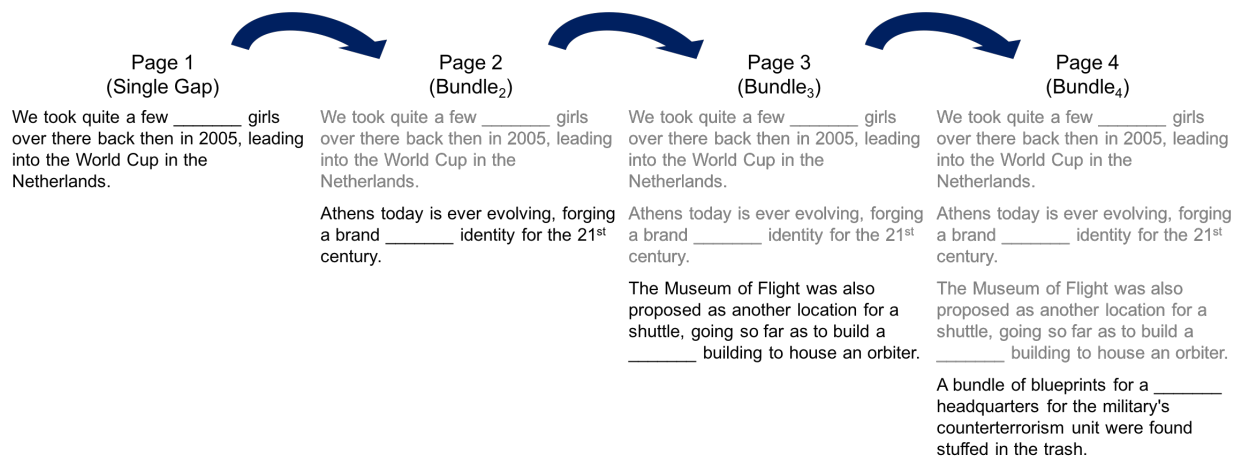 Page 1
(Single Gap)
We took quite a few _______ girls
over there back then in 2005, leading
into the World Cup in the
Netherlands.
Page 2
(Bundle2)
We took quite a few _______ girls
over there back then in 2005, leading
into the World Cup in the
Netherlands.
Athens today is ever evolving, forging
a brand _______ identity for the 21st
century.
Page 3
(Bundle3)
We took quite a few _______ girls
over there back then in 2005, leading
into the World Cup in the
Netherlands.
Athens today is ever evolving, forging
a brand _______ identity for the 21st
century.
The Museum of Flight was also
proposed as another location for a
shuttle, going so far as to build a
_______ building to house an orbiter.
Page 4
(Bundle4)
We took quite a few _______ girls
over there back then in 2005, leading
into the World Cup in the
Netherlands.
Athens today is ever evolving, forging
a brand _______ identity for the 21st
century.
The Museum of Flight was also
proposed as another location for a
shuttle, going so far as to build a
_______ building to house an orbiter.
A bundle of blueprints for a _______
headquarters for the military's
counterterrorism unit were found
stuffed in the trash.